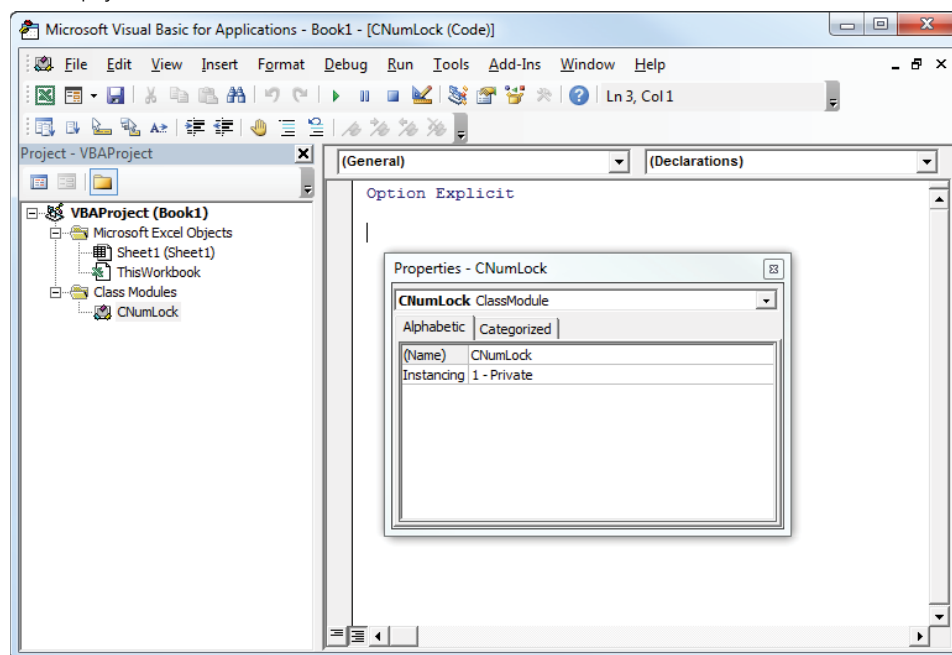 Microsoft Visual Basic for Applications - Book1 - [CNumLock (Code)]
File Edit View Insert Format Debug Run Tools Add-Ins Window Help
Ln 3, Col 1
Project - VBAProject
(General) (Declarations)
VBAProject (Book1)
Microsoft Excel Objects
Sheet1 (Sheet1)
ThisWorkbook
Class Modules
CNumLock
Option Explicit
Properties - CNumLock
CNumLock ClassModule
Alphabetic Categorized
(Name) CNumLock
Instancing 1 - Private